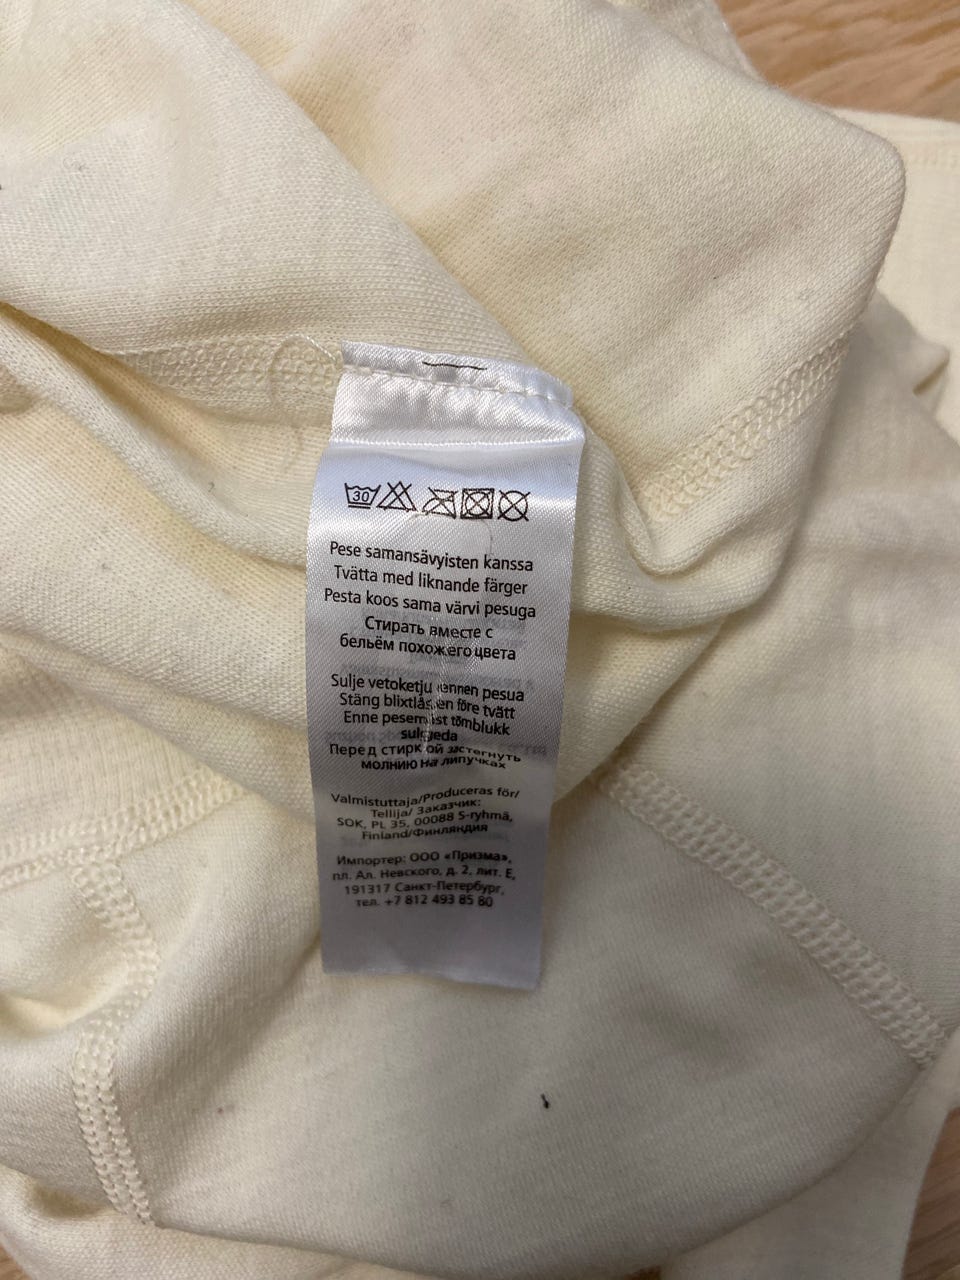 30
Pese samansävyisten kanssa
Tvätta med liknande färger
Pesta koos sama värvi pesuga
Стирать вместе с
бельём похожего цвета
Sulje vetoketju ennen pesua
Stäng blixtlåsen före tvätt
Enne pesemist tõmblukk
sulgeda
Перед стиркой застегнуть
молнию на липучках
Valmistuttaja/Produceras för/
Tellija/ Заказчик:
SOK, PL 35, 00088 S-ryhmä,
Finland/Финляндия
Импортер: ООО «Призма»,
пл. Ал. Невского, д. 2, лит. Е,
191317 Санкт-Петербург,
тел. +7 812 493 85 80